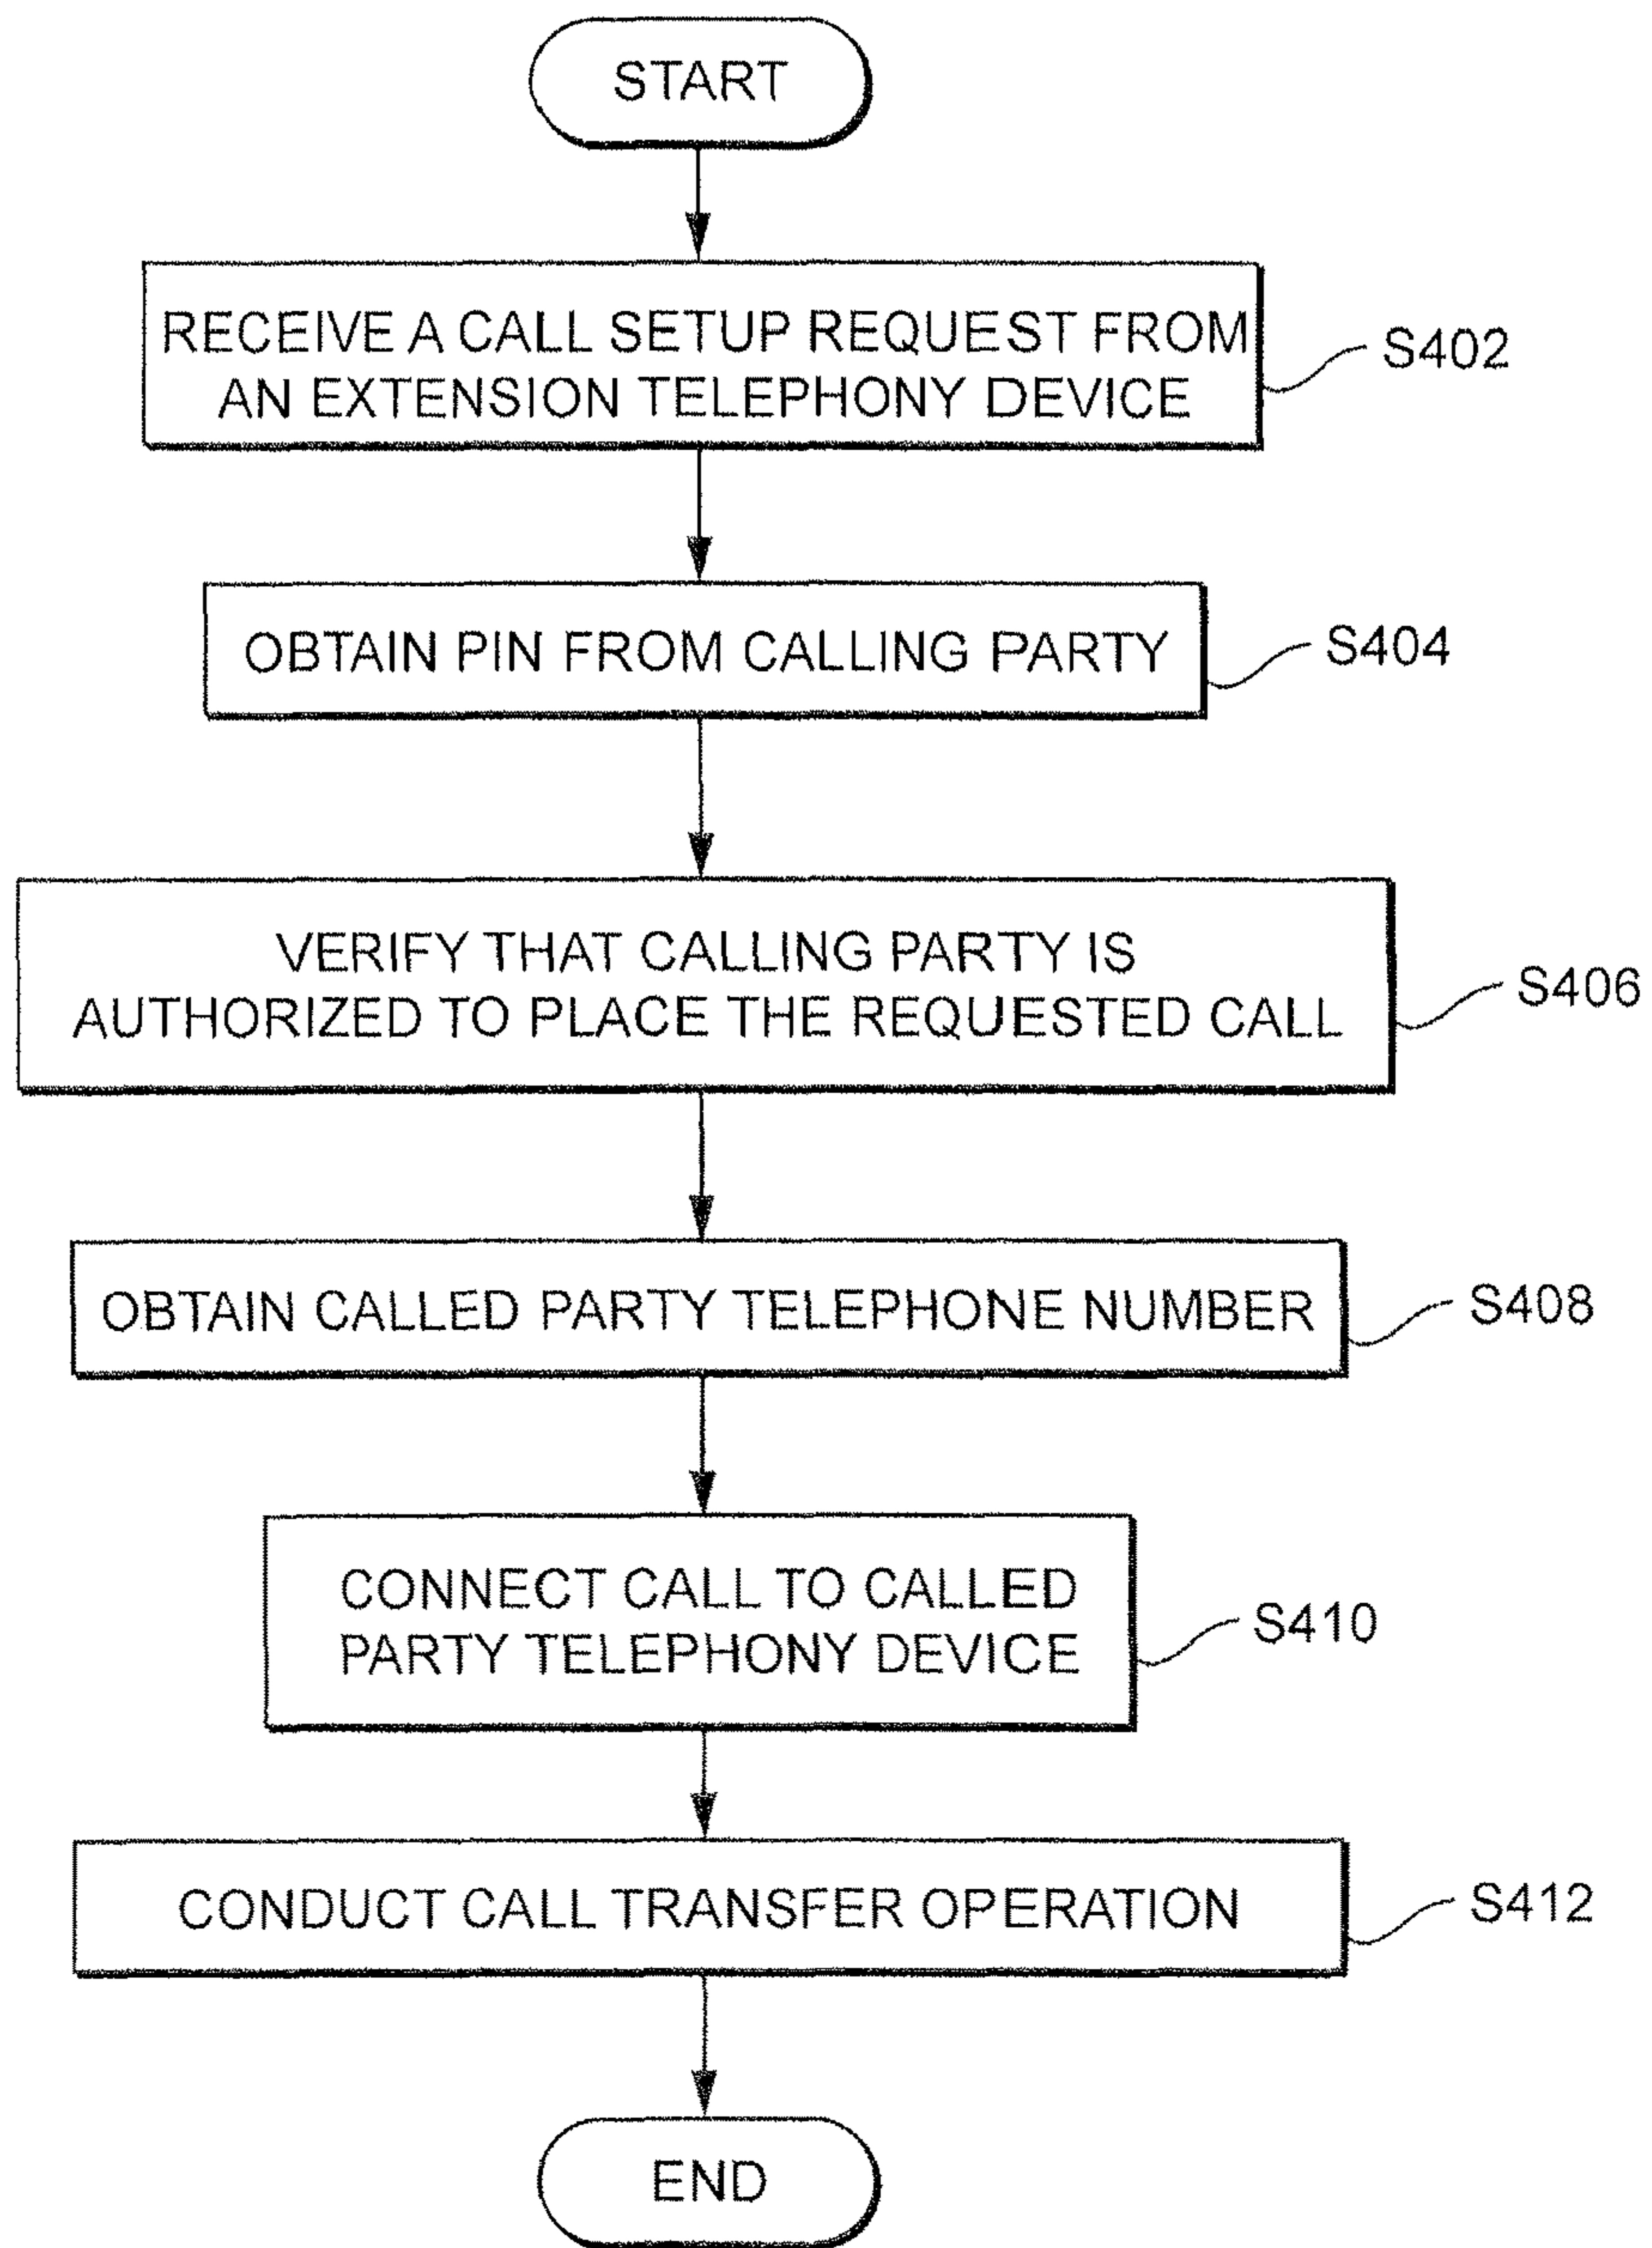 START
RECEIVE A CALL SETUP REQUEST FROM
AN EXTENSION TELEPHONY DEVICE
S402
OBTAIN PIN FROM CALLING PARTY
S404
VERIFY THAT CALLING PARTY IS
AUTHORIZED TO PLACE THE REQUESTED CALL
S406
OBTAIN CALLED PARTY TELEPHONE NUMBER
S408
CONNECT CALL TO CALLED
PARTY TELEPHONY DEVICE
S410
CONDUCT CALL TRANSFER OPERATION
S412
END